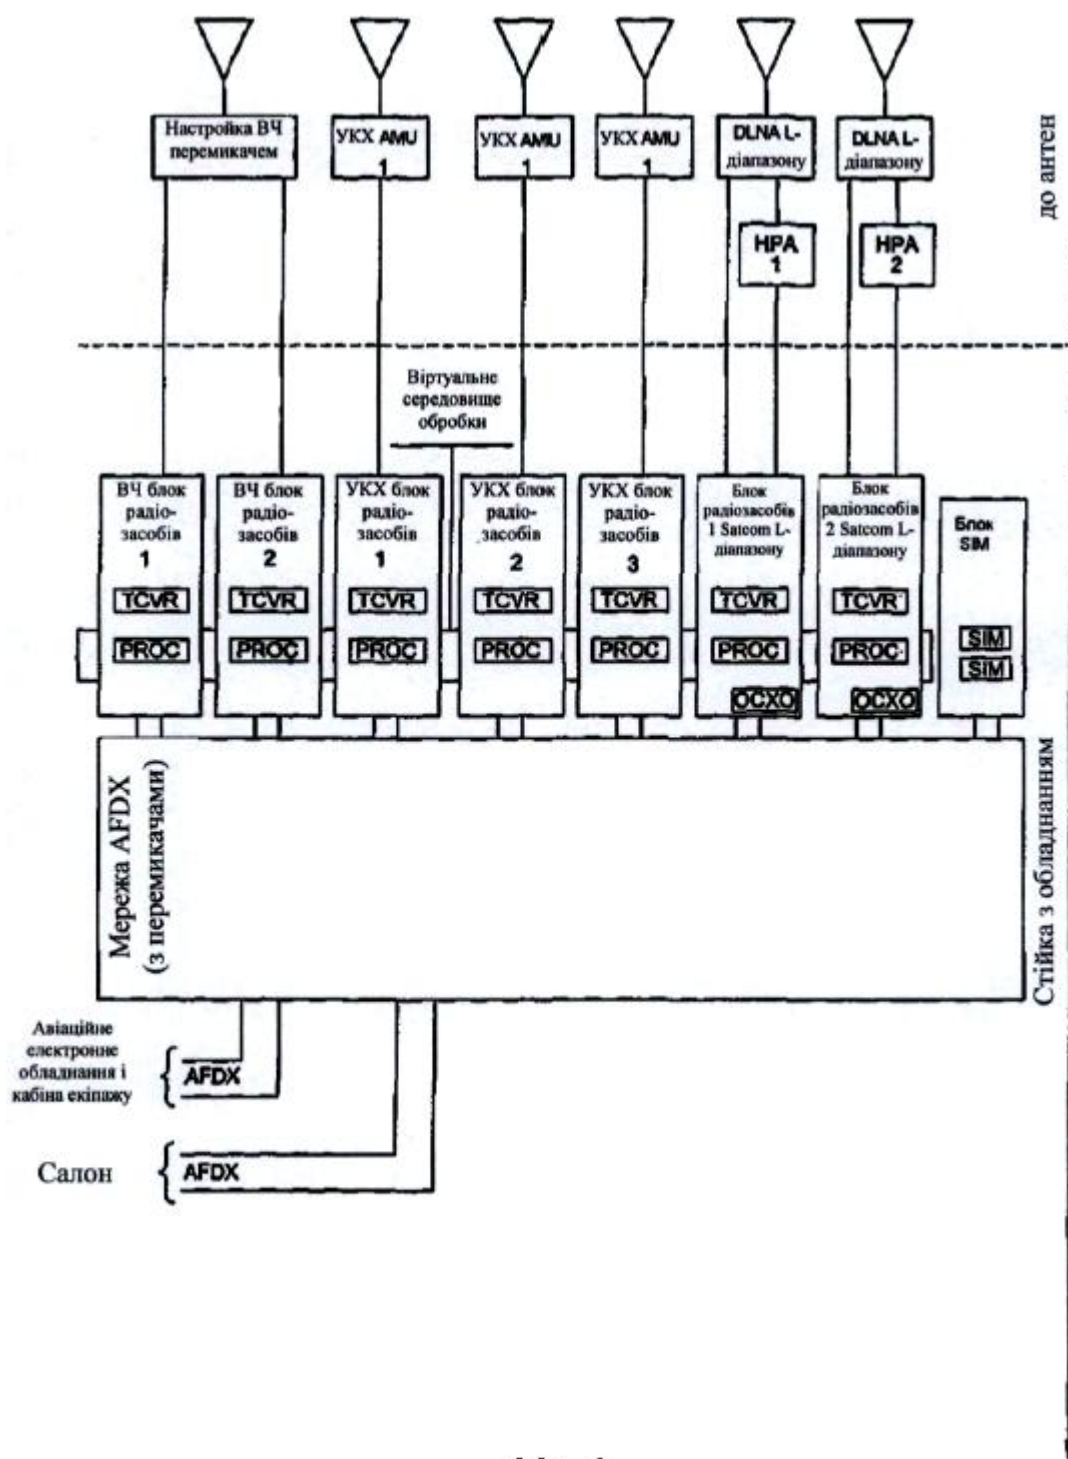 Настройка ВЧ
перемикачем
УКХ AMU
1
УКХ AMU
1
УКХ AMU
1
DLNA L-
діапазону
DLNA L-
діапазону
до антен
HPA
1
HPA
2
Віртуальне
середовище
обробки
ВЧ блок
радіо-
засобів
1
TCVR
PROC
ВЧ блок
радіо-
засобів
2
TCVR
PROC
УКХ блок
радіо-
засобів
1
TCVR
PROC
УКХ блок
радіо-
засобів
2
TCVR
PROC
УКХ блок
радіо-
засобів
3
TCVR
PROC
Блок
радіозасобів
1 Satcom L-
діапазону
TCVR
PROC
OCXO
Блок
радіозасобів
2 Satcom L-
діапазону
TCVR
PROC
OCXO
Блок
SIM
SIM
SIM
Мережа AFDX
(з перемикачами)
Стійка з обладнанням
Авіаційне
електронне
обладнання і
кабіна екіпажу
AFDX
Салон
AFDX